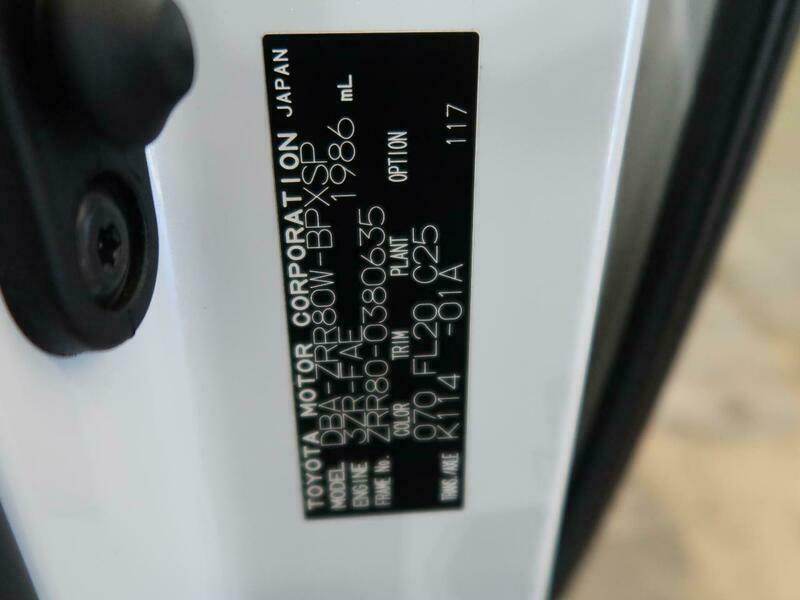 TOYOTA MOTOR CORPORATION JAPAN
MODEL DBA-ZRR80W-BPXSP
ENGINE 3ZR-FAE 1986 mL
FRAME No. ZRR80-0380635
COLOR TRIM PLANT OPTION
070 FL20 C25
TRANS./AXLE K114 -01A 117